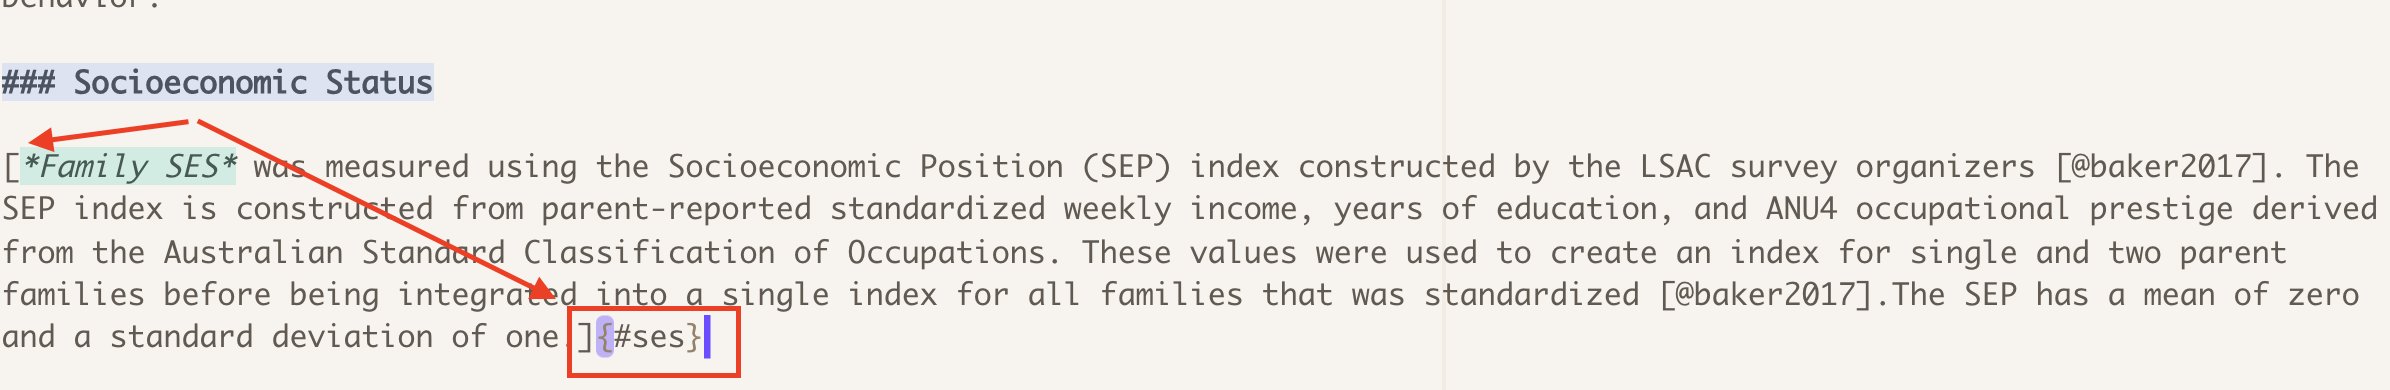 behavior.
### Socioeconomic Status
[*Family SES* was measured using the Socioeconomic Position (SEP) index constructed by the LSAC survey organizers [@baker2017]. The
SEP index is constructed from parent-reported standardized weekly income, years of education, and ANU4 occupational prestige derived
from the Australian Standard Classification of Occupations. These values were used to create an index for single and two parent
families before being integrated into a single index for all families that was standardized [@baker2017].The SEP has a mean of zero
and a standard deviation of one.]{#ses}